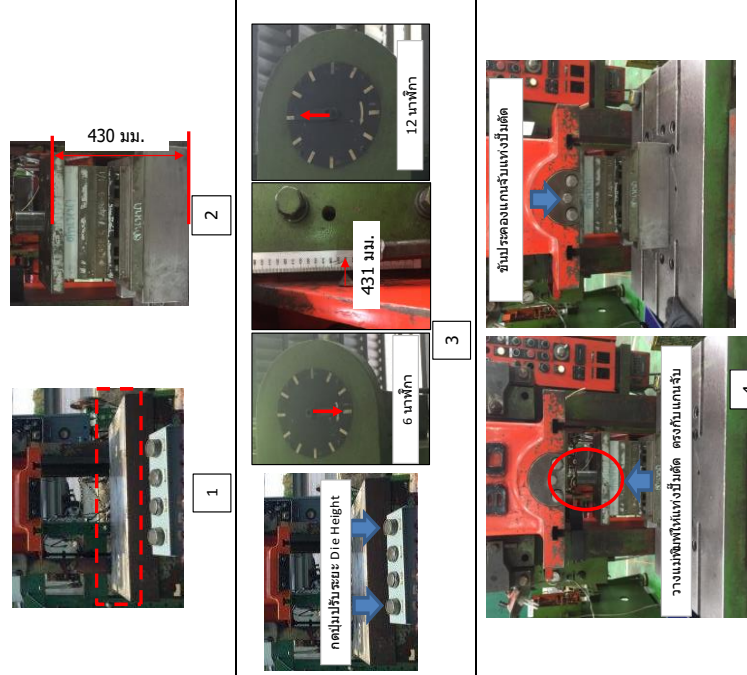 1
430 มม.
2
กดปุ่มปรับระยะ Die Height
6 นาฬิกา
431 มม.
12 นาฬิกา
3
วางแม่พิมพ์ให้แท่งปั๊มตัด ตรงกับแกนจับ
ขันประคองแกนจับแท่งปั๊มตัด
4